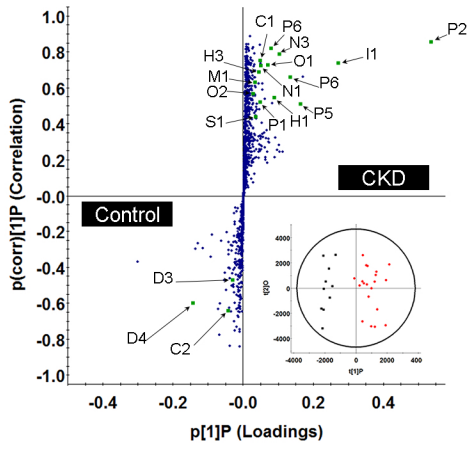 1.0
0.8
0.6
0.4
0.2
-0.0
-0.2
-0.4
-0.6
-0.8
-1.0
p(corr)[1]P (Correlation)
C1
P6
N3
P2
H3
O1
I1
M1
N1
P6
O2
S1
P1
H1
P5
CKD
Control
D3
D4
C2
4000
2000
0
-2000
-4000
t[2]O
-4000 -2000 0 2000 4000
t[1]P
-0.4 -0.2 -0.0 0.2 0.4
p[1]P (Loadings)